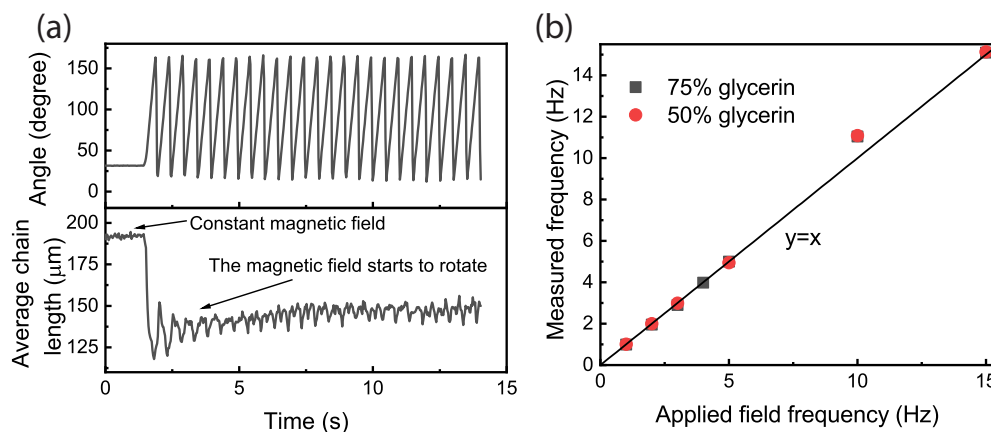 (a)
Angle (degree)
150
100
50
0
Average chain
length (μm)
200
175
150
125
Constant magnetic field
The magnetic field starts to rotate
0
5
10
15
Time (s)
(b)
Measured frequency (Hz)
14
12
10
8
6
4
2
0
75% glycerin
50% glycerin
y=x
0
5
10
15
Applied field frequency (Hz)